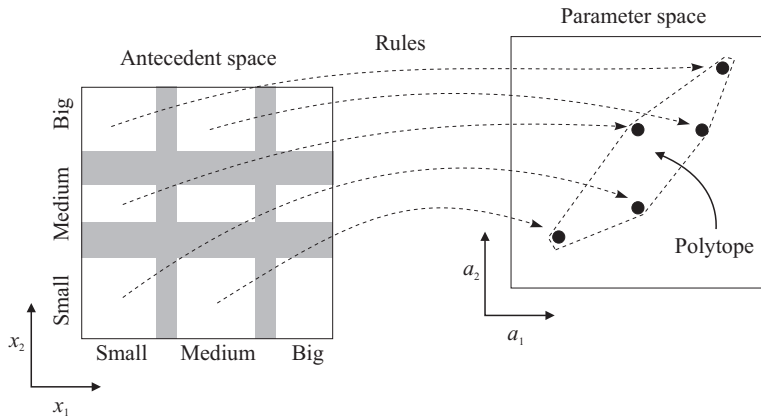 Parameter space
Rules
Antecedent space
Big
Medium
Small
Polytope
a2
a1
x2
Small Medium Big
x1